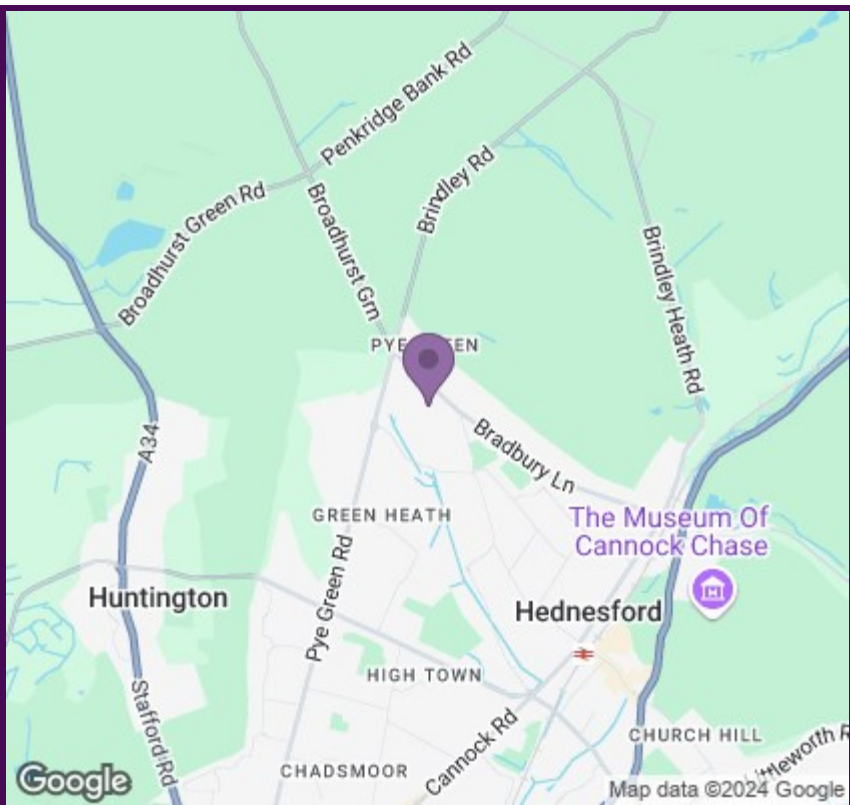 Penkridge Bank Rd
Broadhurst Green Rd
Brindley Rd
Broadhurst Grn
Brindley Heath Rd
PYE
EEN
A34
Bradbury Ln
GREEN HEATH
The Museum Of
Cannock Chase
Huntington
Pye Green Rd
Hednesford
HIGH TOWN
Stafford Rd
Cannock Rd
CHURCH HILL
CHADSMOOR
ttleworth R
Google
Map data ©2024 Google